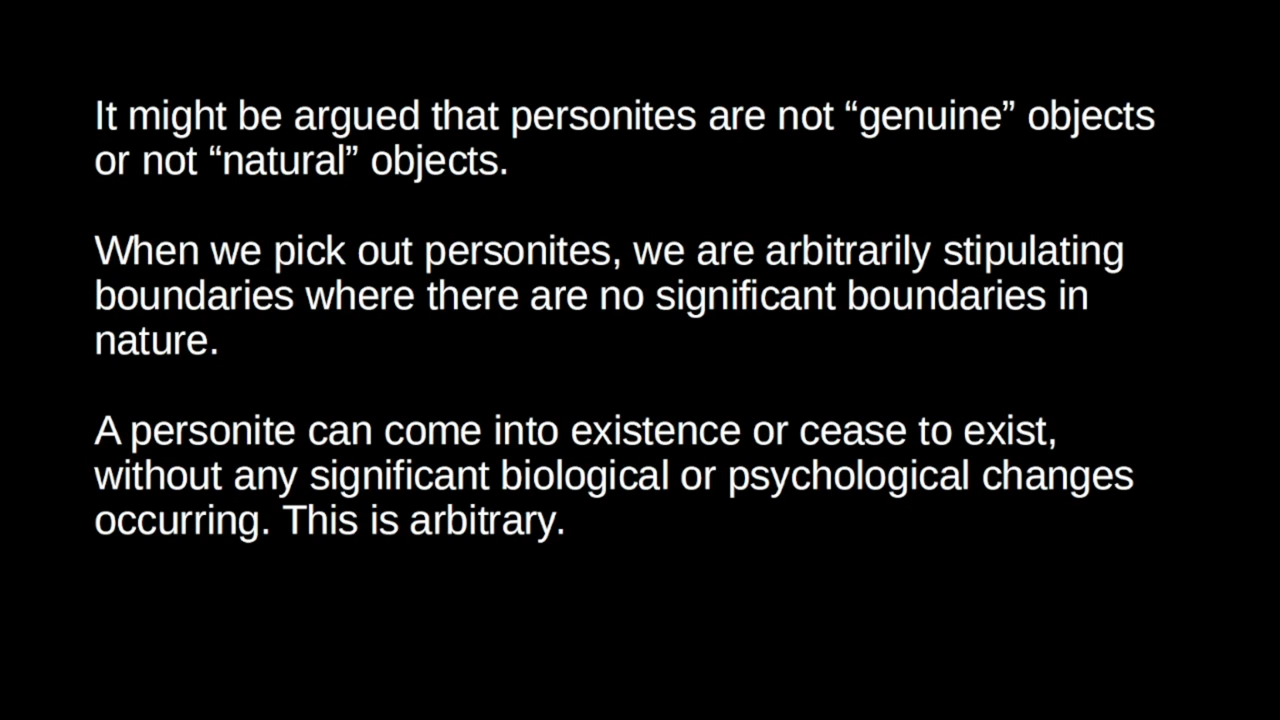 It might be argued that personites are not “genuine” objects
or not “natural” objects.
When we pick out personites, we are arbitrarily stipulating
boundaries where there are no significant boundaries in
nature.
A personite can come into existence or cease to exist,
without any significant biological or psychological changes
occurring. This is arbitrary.